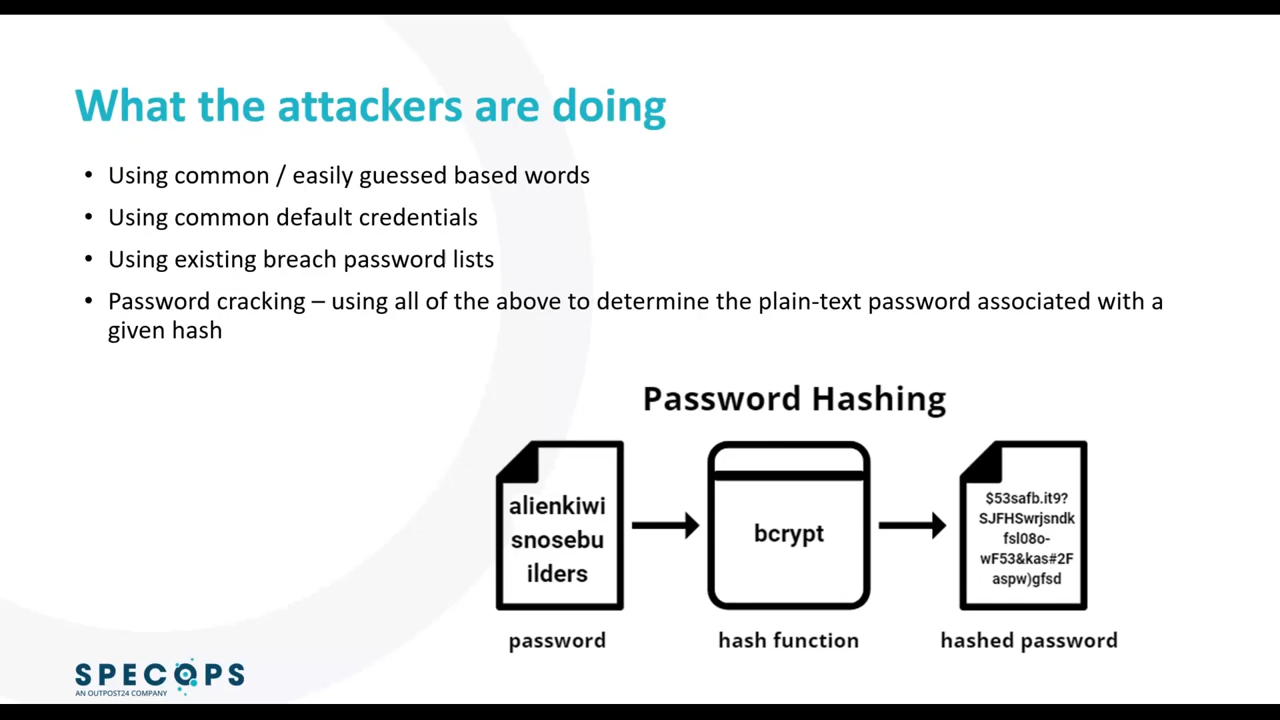 What the attackers are doing
• Using common / easily guessed based words
• Using common default credentials
• Using existing breach password lists
• Password cracking – using all of the above to determine the plain-text password associated with a
given hash
Password Hashing
alienkiwi
snosebu
ilders
bcrypt
$53safb.it9?
SJFHSwrjsndk
fsl08o-
wF53&kas#2F
aspw)gfsd
password
hash function
hashed password
SPECOPS
AN OUTPOST24 COMPANY